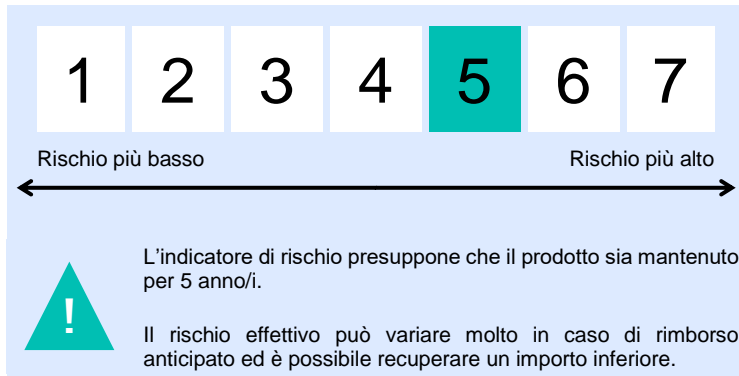 1 2 3 4 5 6 7
Rischio più basso Rischio più alto
L'indicatore di rischio presuppone che il prodotto sia mantenuto
per 5 anno/i.
!
Il rischio effettivo può variare molto in caso di rimborso
anticipato ed è possibile recuperare un importo inferiore.